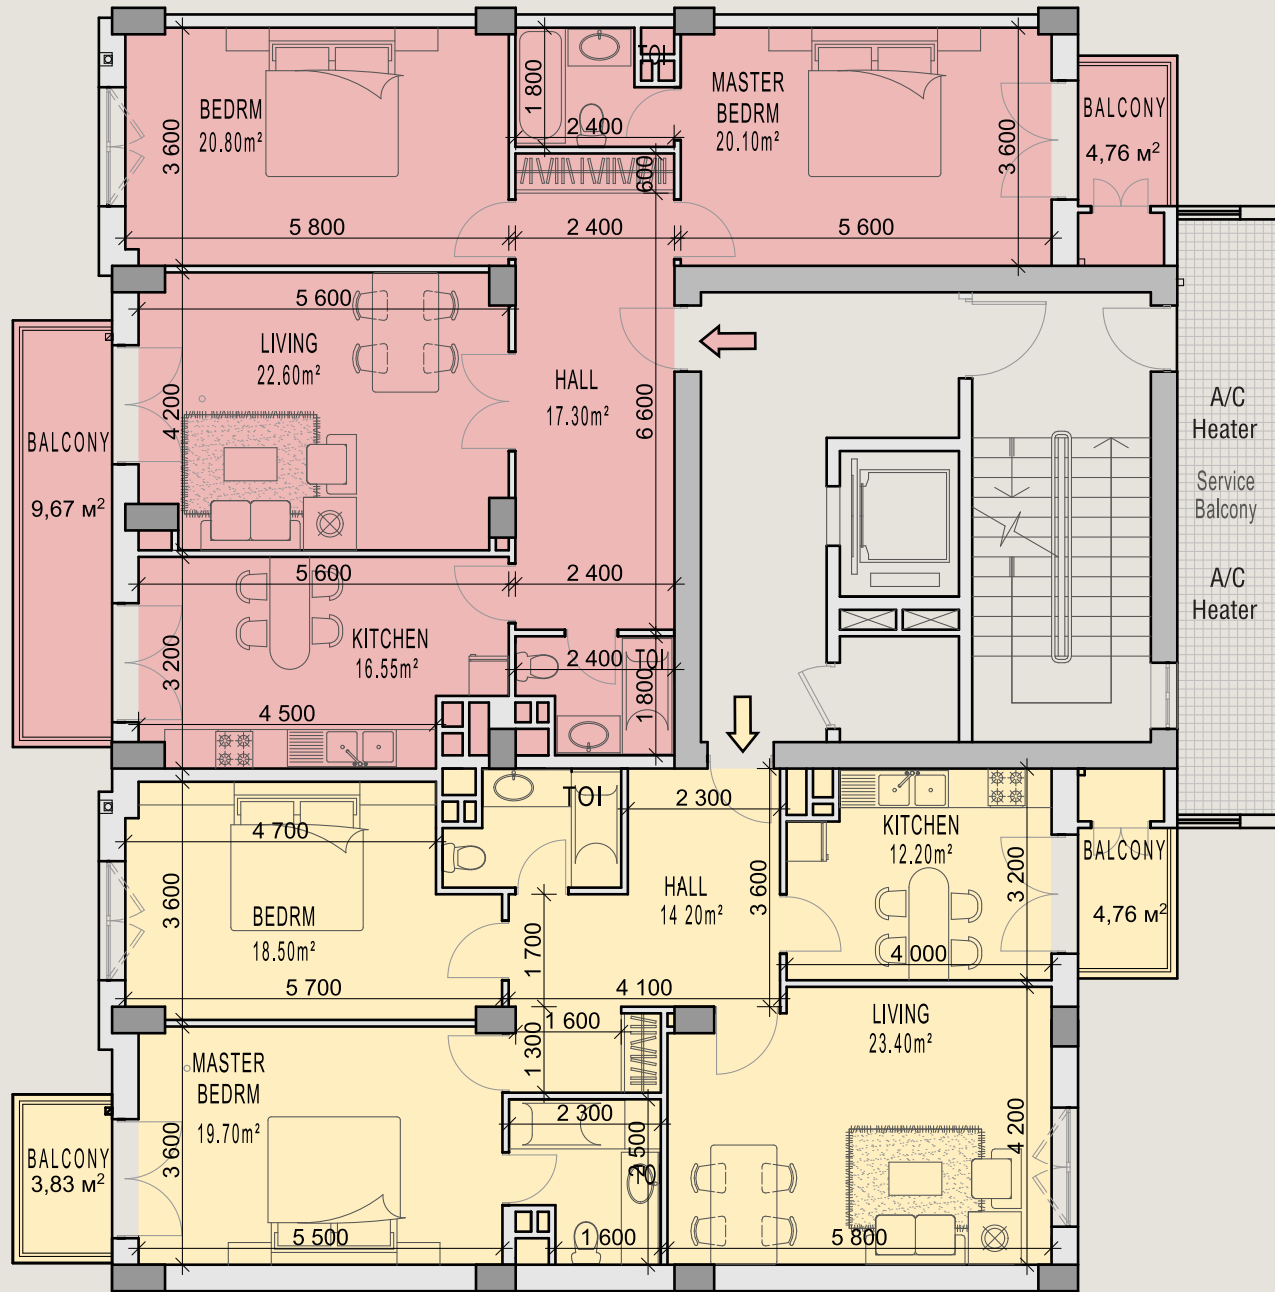 TOI
1 800
MASTER
BEDRM
20.10m²
BEDRM
20.80m²
BALCONY
4,76 м²
2 400
3 600
3 600
600
5 800
2 400
5 600
5 600
LIVING
22.60m²
HALL
17.30m²
4 200
6 600
BALCONY
9,67 м²
A/C
Heater
Service
Balcony
A/C
Heater
5 600
2 400
KITCHEN
16.55m²
3 200
2 400
TOI
1 800
4 500
TOI
2 300
4 700
KITCHEN
12.20m²
BALCONY
4,76 м²
3 600
3 600
3 200
BEDRM
18.50m²
HALL
14 20m²
1 700
4 000
5 700
4 100
LIVING
23.40m²
1 600
1 300
MASTER
BEDRM
19.70m²
2 300
4 200
3 600
BALCONY
3,83 м²
5 500
1 600
5 800